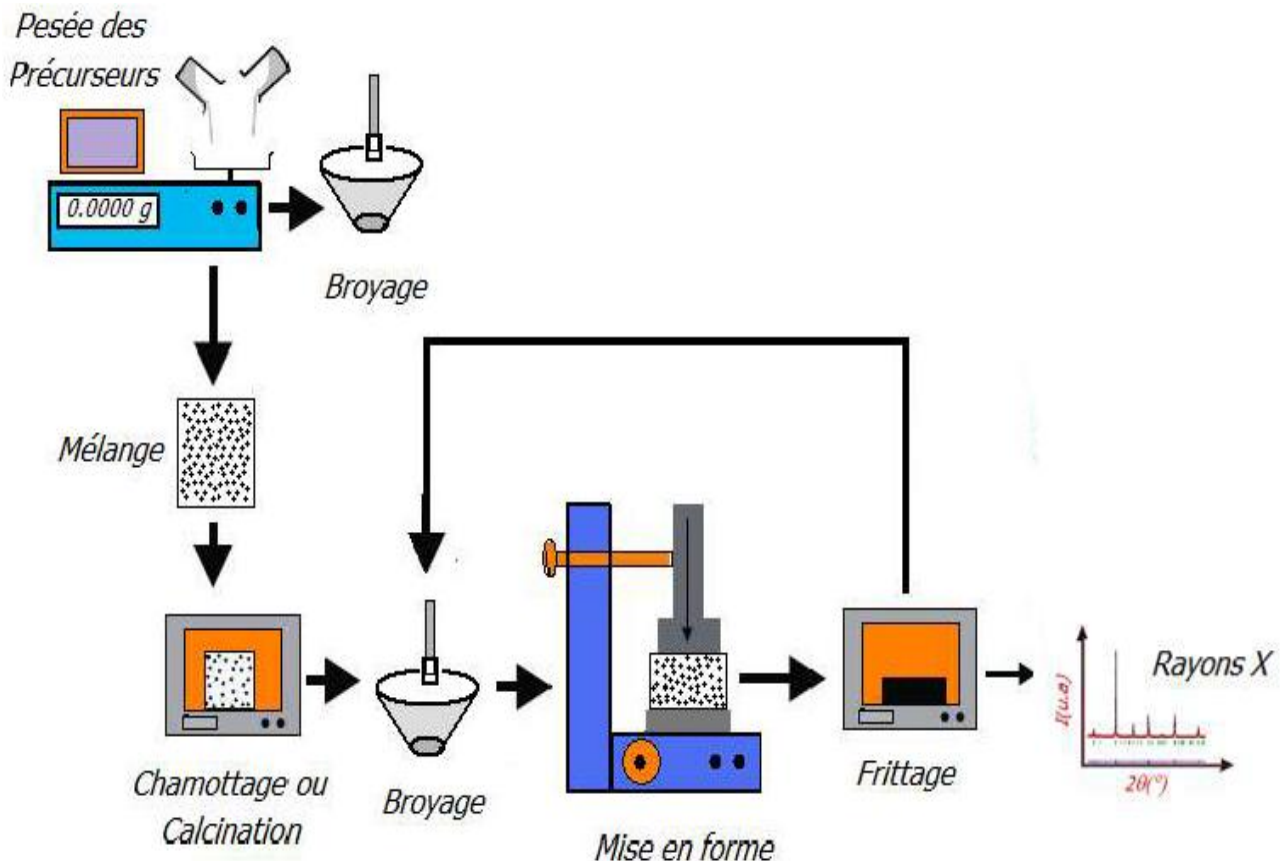 Pesée des
Précurseurs
0.0000 g
Broyage
Mélange
Chamottage ou
Calcination
Broyage
Mise en forme
Frittage
Rayons X
I(u.a)
2θ(°)